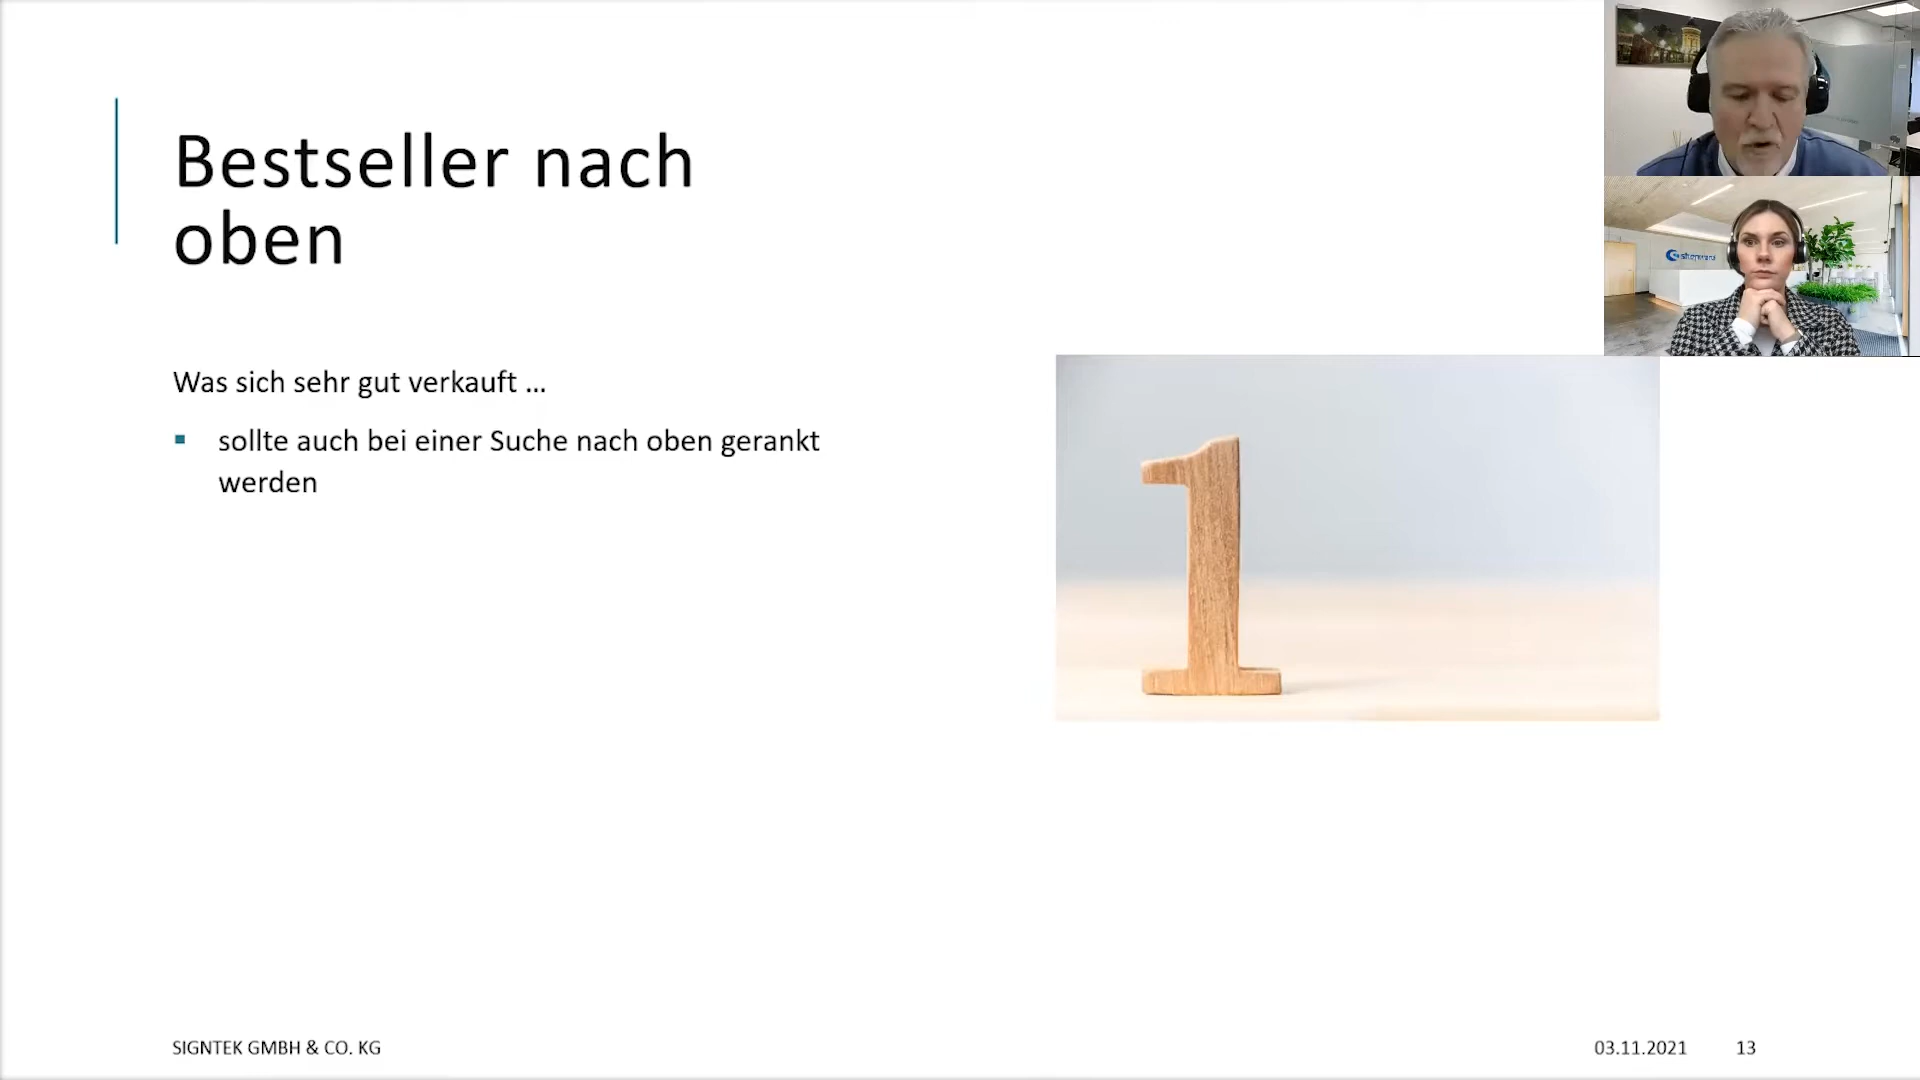 Bestseller nach
oben
Was sich sehr gut verkauft ...
▪ sollte auch bei einer Suche nach oben gerankt
werden
1
SIGNTEK GMBH & CO. KG
03.11.2021
13